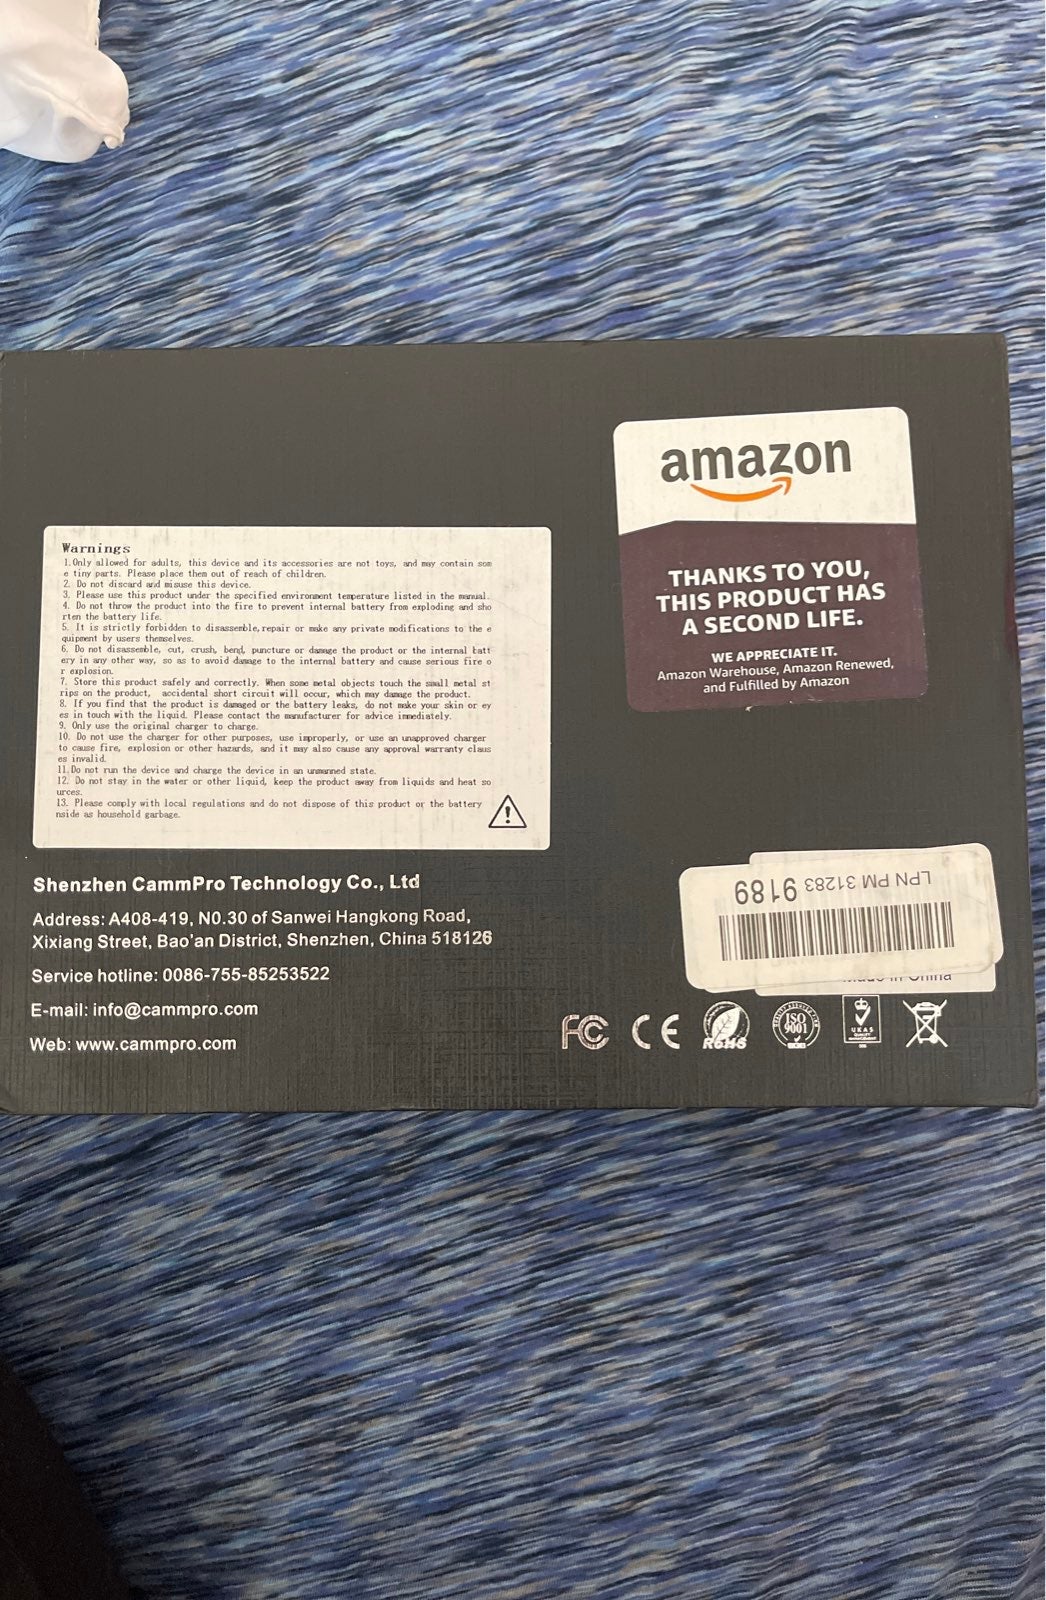 Warnings
1.Only allowed for adults, this device and its accessories are not toys, and may contain som
e tiny parts. Please place them out of reach of children.
2. Do not discard and misuse this device.
3. Please use this product under the specified environment temperature listed in the manual.
4. Do not throw the product into the fire to prevent internal battery from exploding and sho
rten the battery life.
5. It is strictly forbidden to disassemble, repair or make any private modifications to the e
quipment by users themselves.
6. Do not disassemble, cut, crush, bend, puncture or damage the product or the internal batt
ery in any other way, so as to avoid damage to the internal battery and cause serious fire o
r explosion.
7. Store this product safely and correctly. When some metal objects touch the small metal st
rips on the product, accidental short circuit will occur, which may damage the product.
8. If you find that the product is damaged or the battery leaks, do not make your skin or ey
es in touch with the liquid. Please contact the manufacturer for advice immediately.
9. Only use the original charger to charge.
10. Do not use the charger for other purposes, use improperly, or use an unapproved charger
to cause fire, explosion or other hazards, and it may also cause any approval warranty claus
es invalid.
11.Do not run the device and charge the device in an unmanned state.
12. Do not stay in the water or other liquid, keep the product away from liquids and heat so
urces.
13. Please comply with local regulations and do not dispose of this product or the battery
nside as household garbage.
amazon
THANKS TO YOU,
THIS PRODUCT HAS
A SECOND LIFE.
WE APPRECIATE IT.
Amazon Warehouse, Amazon Renewed,
and Fulfilled by Amazon
Shenzhen CammPro Technology Co., Ltd
Address: A408-419, N0.30 of Sanwei Hangkong Road,
Xixiang Street, Bao'an District, Shenzhen, China 518126
Service hotline: 0086-755-85253522
E-mail: info@cammpro.com
Web: www.cammpro.com
LPN PM 31283 9189
Made in China
FC CE RoHS ISO 9001 UKAS
QUALITY
MANAGEMENT